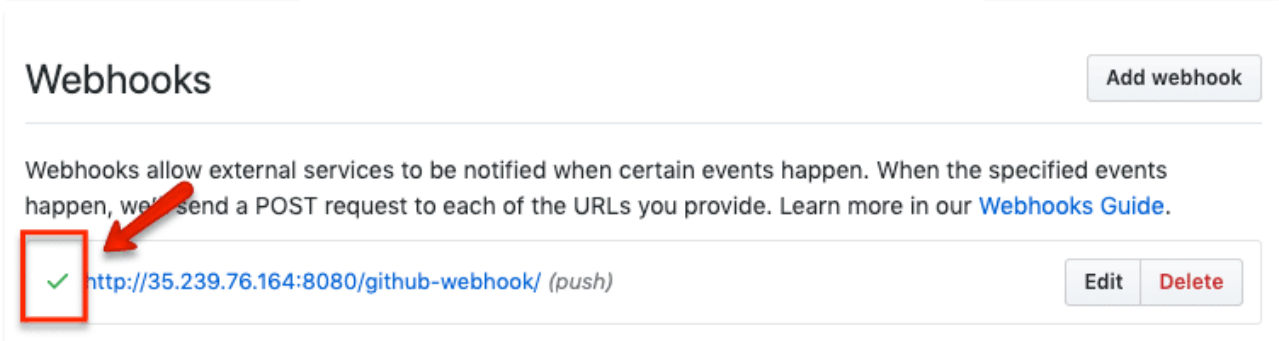 Webhooks
Add webhook
Webhooks allow external services to be notified when certain events happen. When the specified events
happen, we'll send a POST request to each of the URLs you provide. Learn more in our Webhooks Guide.
http://35.239.76.164:8080/github-webhook/ (push)
Edit
Delete